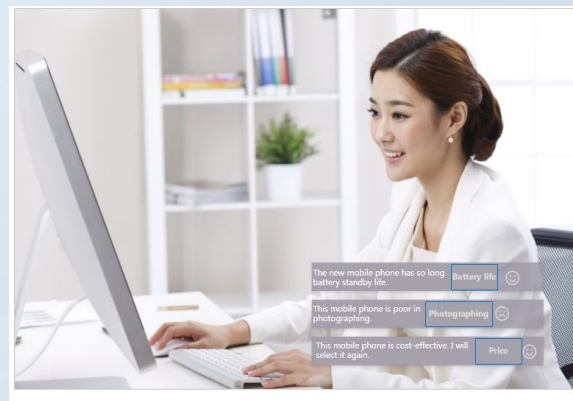 The new mobile phone has so long
battery standby life.
Battery life
This mobile phone is poor in
photographing.
Photographing
This mobile phone is cost-effective. I will
select it again.
Price